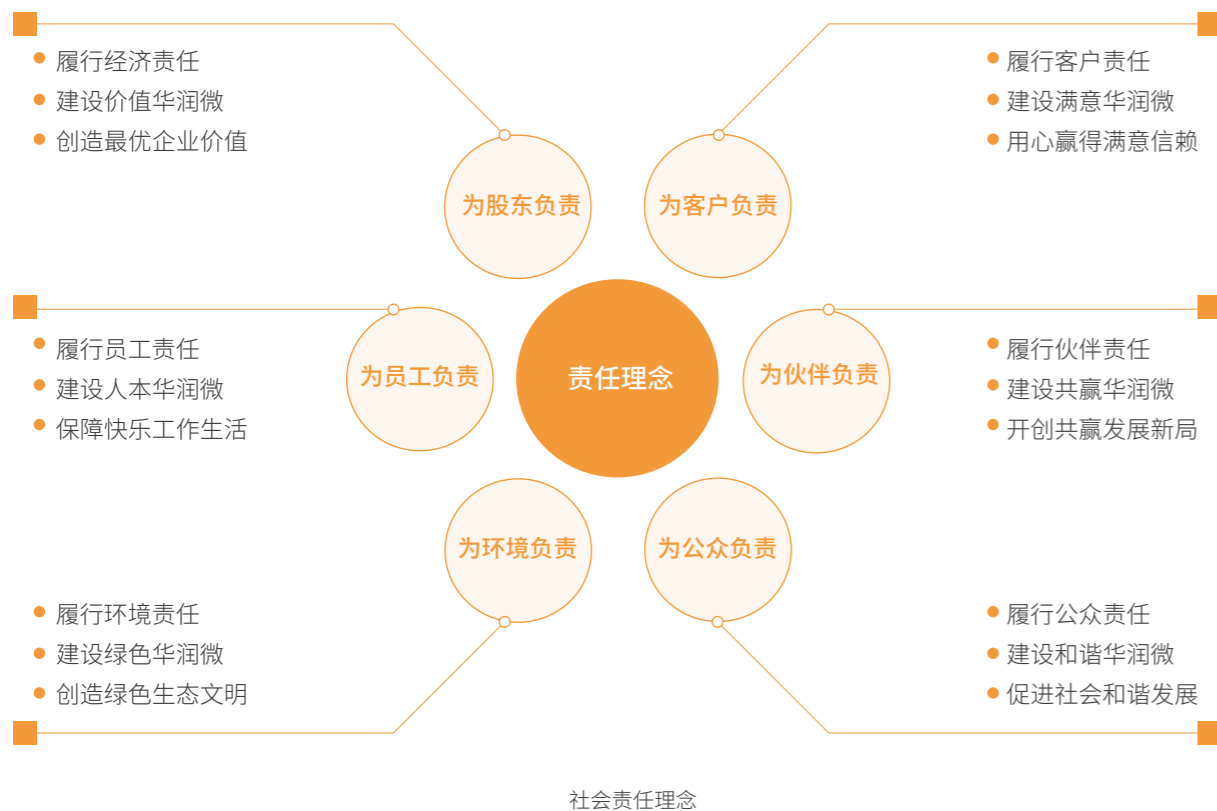 履行经济责任
建设价值华润微
创造最优企业价值
履行客户责任
建设满意华润微
用心赢得满意信赖
为股东负责
为客户负责
履行员工责任
建设人本华润微
保障快乐工作生活
为员工负责
责任理念
为伙伴负责
履行伙伴责任
建设共赢华润微
开创共赢发展新局
为环境负责
为公众负责
履行环境责任
建设绿色华润微
创造绿色生态文明
履行公众责任
建设和谐华润微
促进社会和谐发展
社会责任理念